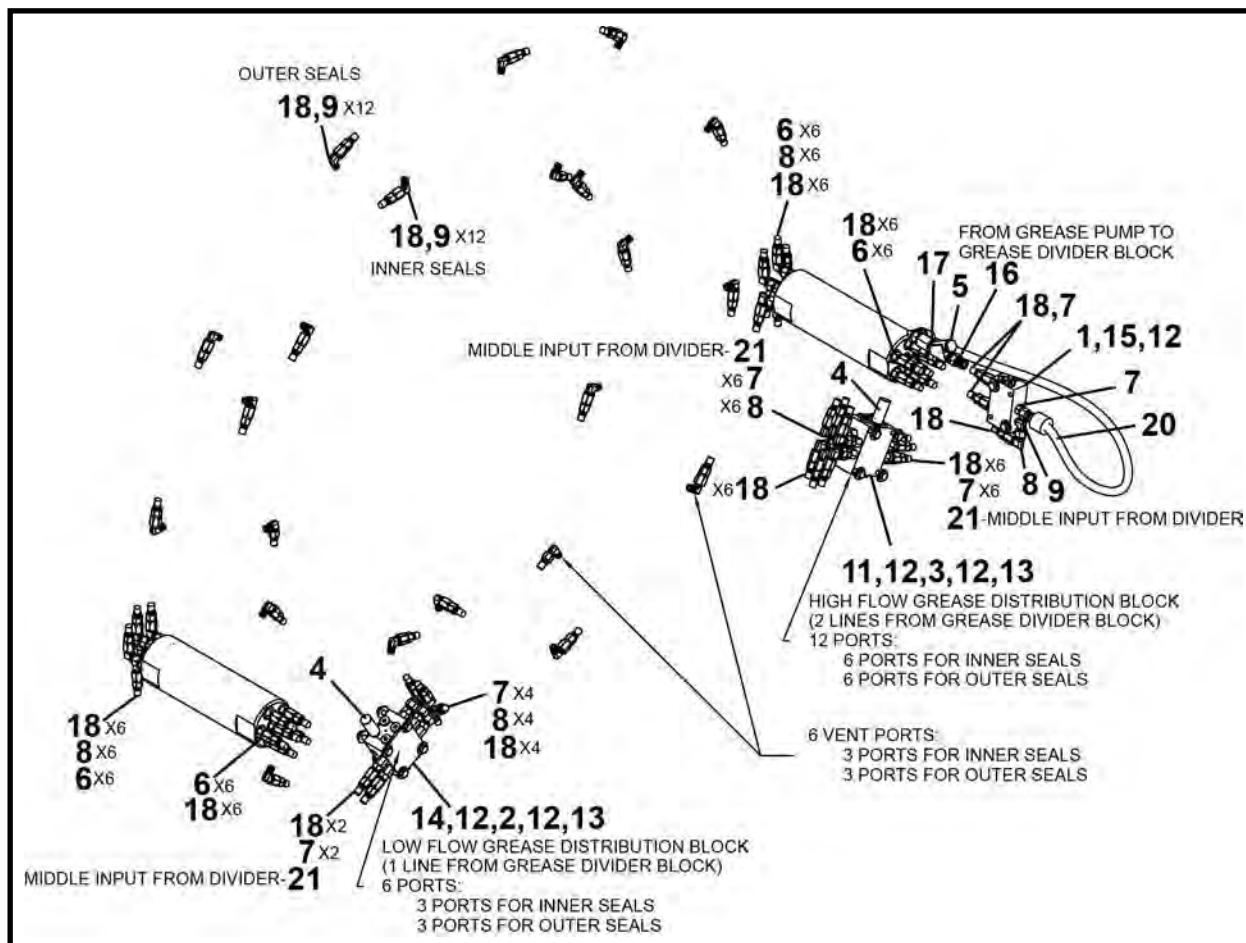 OUTER SEALS
18,9 X12
18,9 X12
INNER SEALS
6 X6
8 X6
18 X6
18 X6
6 X6
FROM GREASE PUMP TO
GREASE DIVIDER BLOCK
17
5
16
18,7
1,15,12
7
20
MIDDLE INPUT FROM DIVIDER-21
X6 7
X6 8
4
18
X6 18
18 X6
7 X6
21-MIDDLE INPUT FROM DIVIDER
8
9
11,12,3,12,13
HIGH FLOW GREASE DISTRIBUTION BLOCK
(2 LINES FROM GREASE DIVIDER BLOCK)
12 PORTS:
6 PORTS FOR INNER SEALS
6 PORTS FOR OUTER SEALS
6 VENT PORTS:
3 PORTS FOR INNER SEALS
3 PORTS FOR OUTER SEALS
4
7 X4
8 X4
18 X4
18 X6
8 X6
6 X6
6 X6
18 X6
18 X2
7 X2
MIDDLE INPUT FROM DIVIDER-21
14,12,2,12,13
LOW FLOW GREASE DISTRIBUTION BLOCK
(1 LINE FROM GREASE DIVIDER BLOCK)
6 PORTS:
3 PORTS FOR INNER SEALS
3 PORTS FOR OUTER SEALS